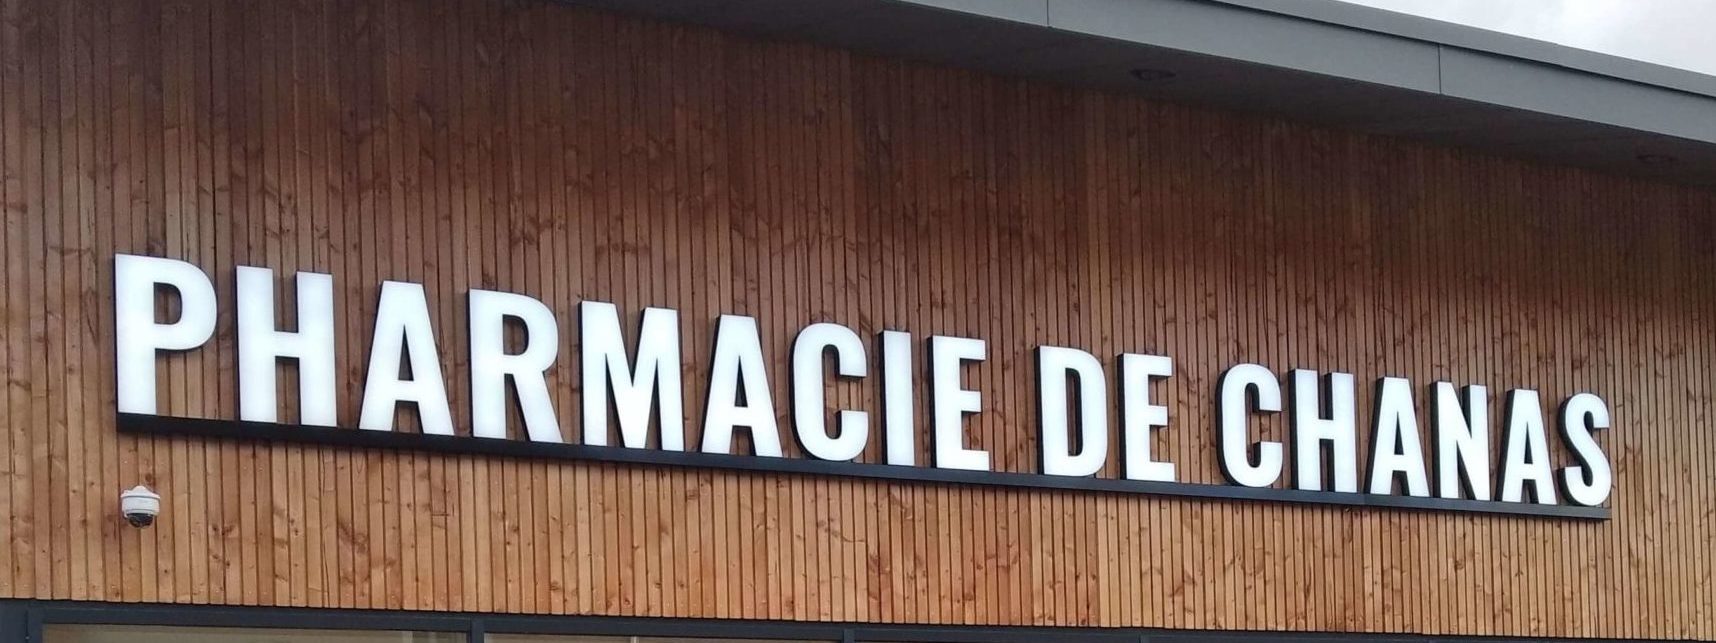 PHARMACIE DE CHANAS